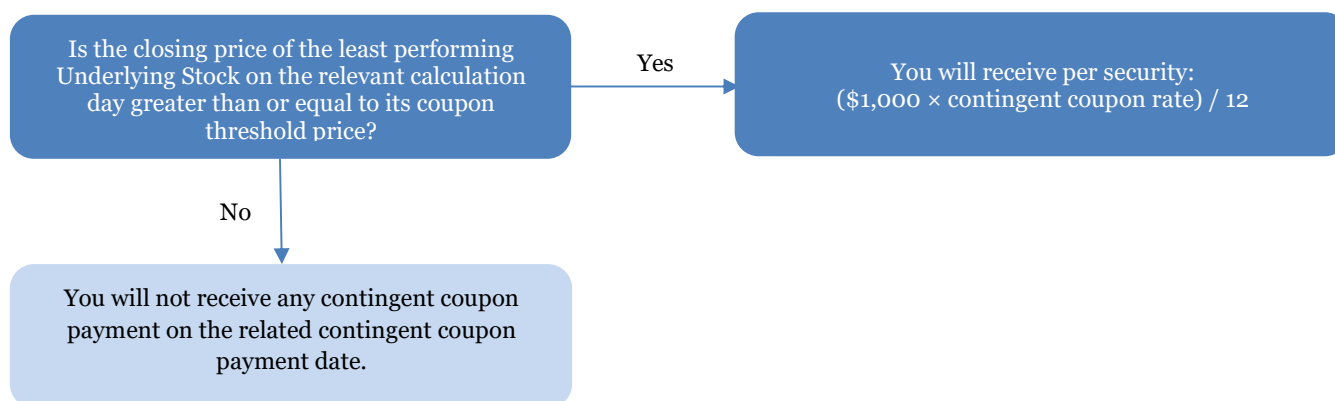 Is the closing price of the least performing
Underlying Stock on the relevant calculation
day greater than or equal to its coupon
threshold price?
Yes
You will receive per security:
($1,000 × contingent coupon rate) / 12
No
You will not receive any contingent coupon
payment on the related contingent coupon
payment date.